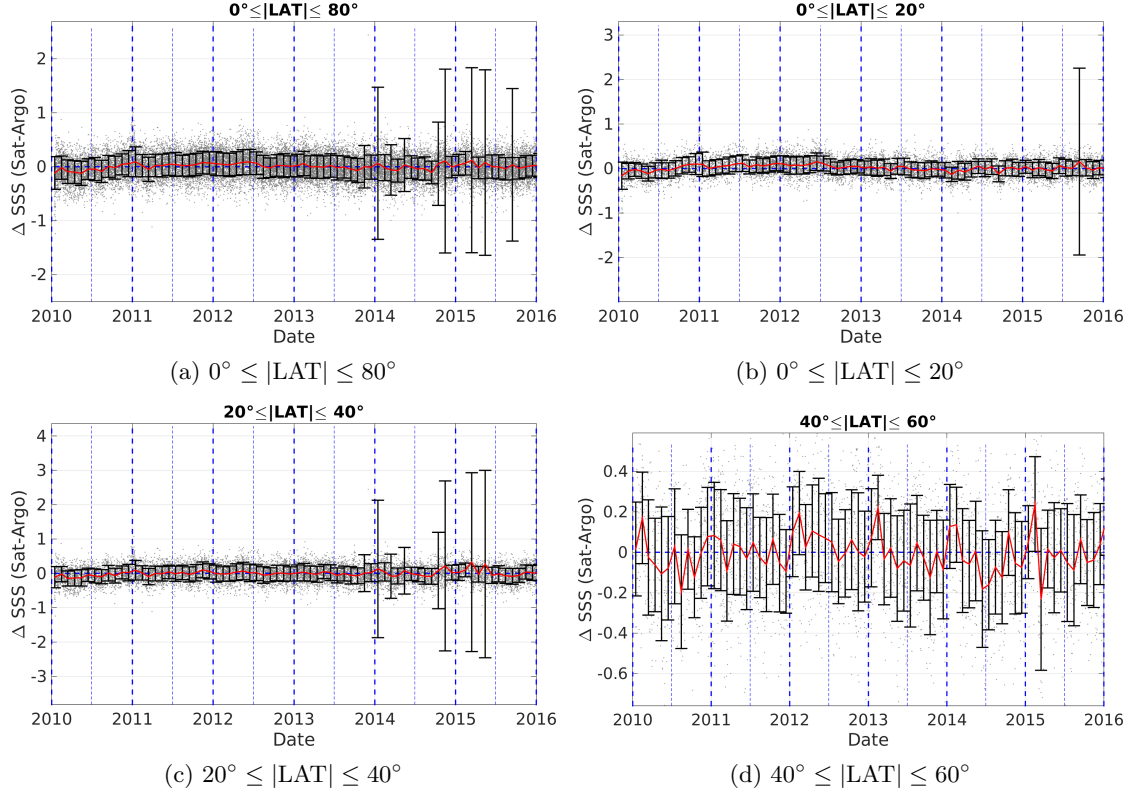 0°≤|LAT|≤ 80°
Δ SSS (Sat-Argo)
2
1
0
-1
-2
2010 2011 2012 2013 2014 2015 2016
Date
(a) 0° ≤ |LAT| ≤ 80°
0°≤|LAT|≤ 20°
Δ SSS (Sat-Argo)
3
2
1
0
-1
-2
2010 2011 2012 2013 2014 2015 2016
Date
(b) 0° ≤ |LAT| ≤ 20°
20°≤|LAT|≤ 40°
Δ SSS (Sat-Argo)
4
3
2
1
0
-1
-2
-3
2010 2011 2012 2013 2014 2015 2016
Date
(c) 20° ≤ |LAT| ≤ 40°
40°≤|LAT|≤ 60°
Δ SSS (Sat-Argo)
0.4
0.2
0
-0.2
-0.4
-0.6
2010 2011 2012 2013 2014 2015 2016
Date
(d) 40° ≤ |LAT| ≤ 60°